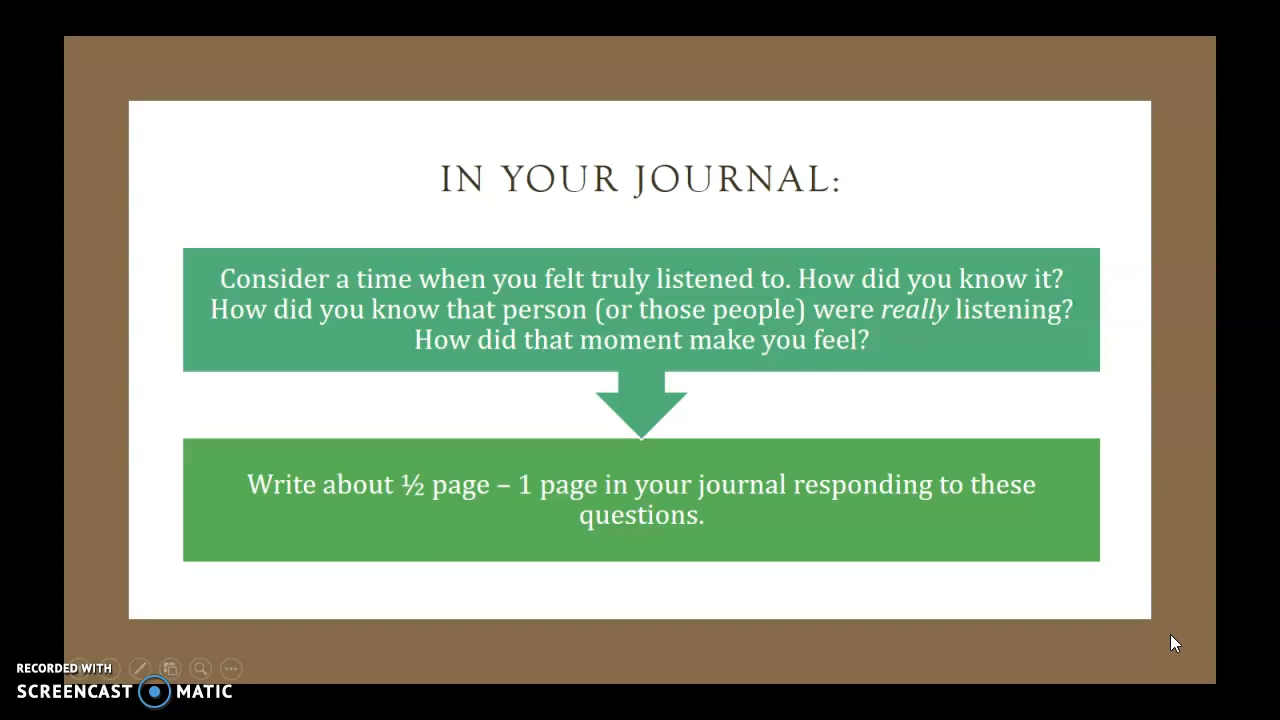 IN YOUR JOURNAL:
Consider a time when you felt truly listened to. How did you know it?
How did you know that person (or those people) were really listening?
How did that moment make you feel?
Write about ½ page – 1 page in your journal responding to these
questions.
RECORDED WITH
SCREENCAST MATIC